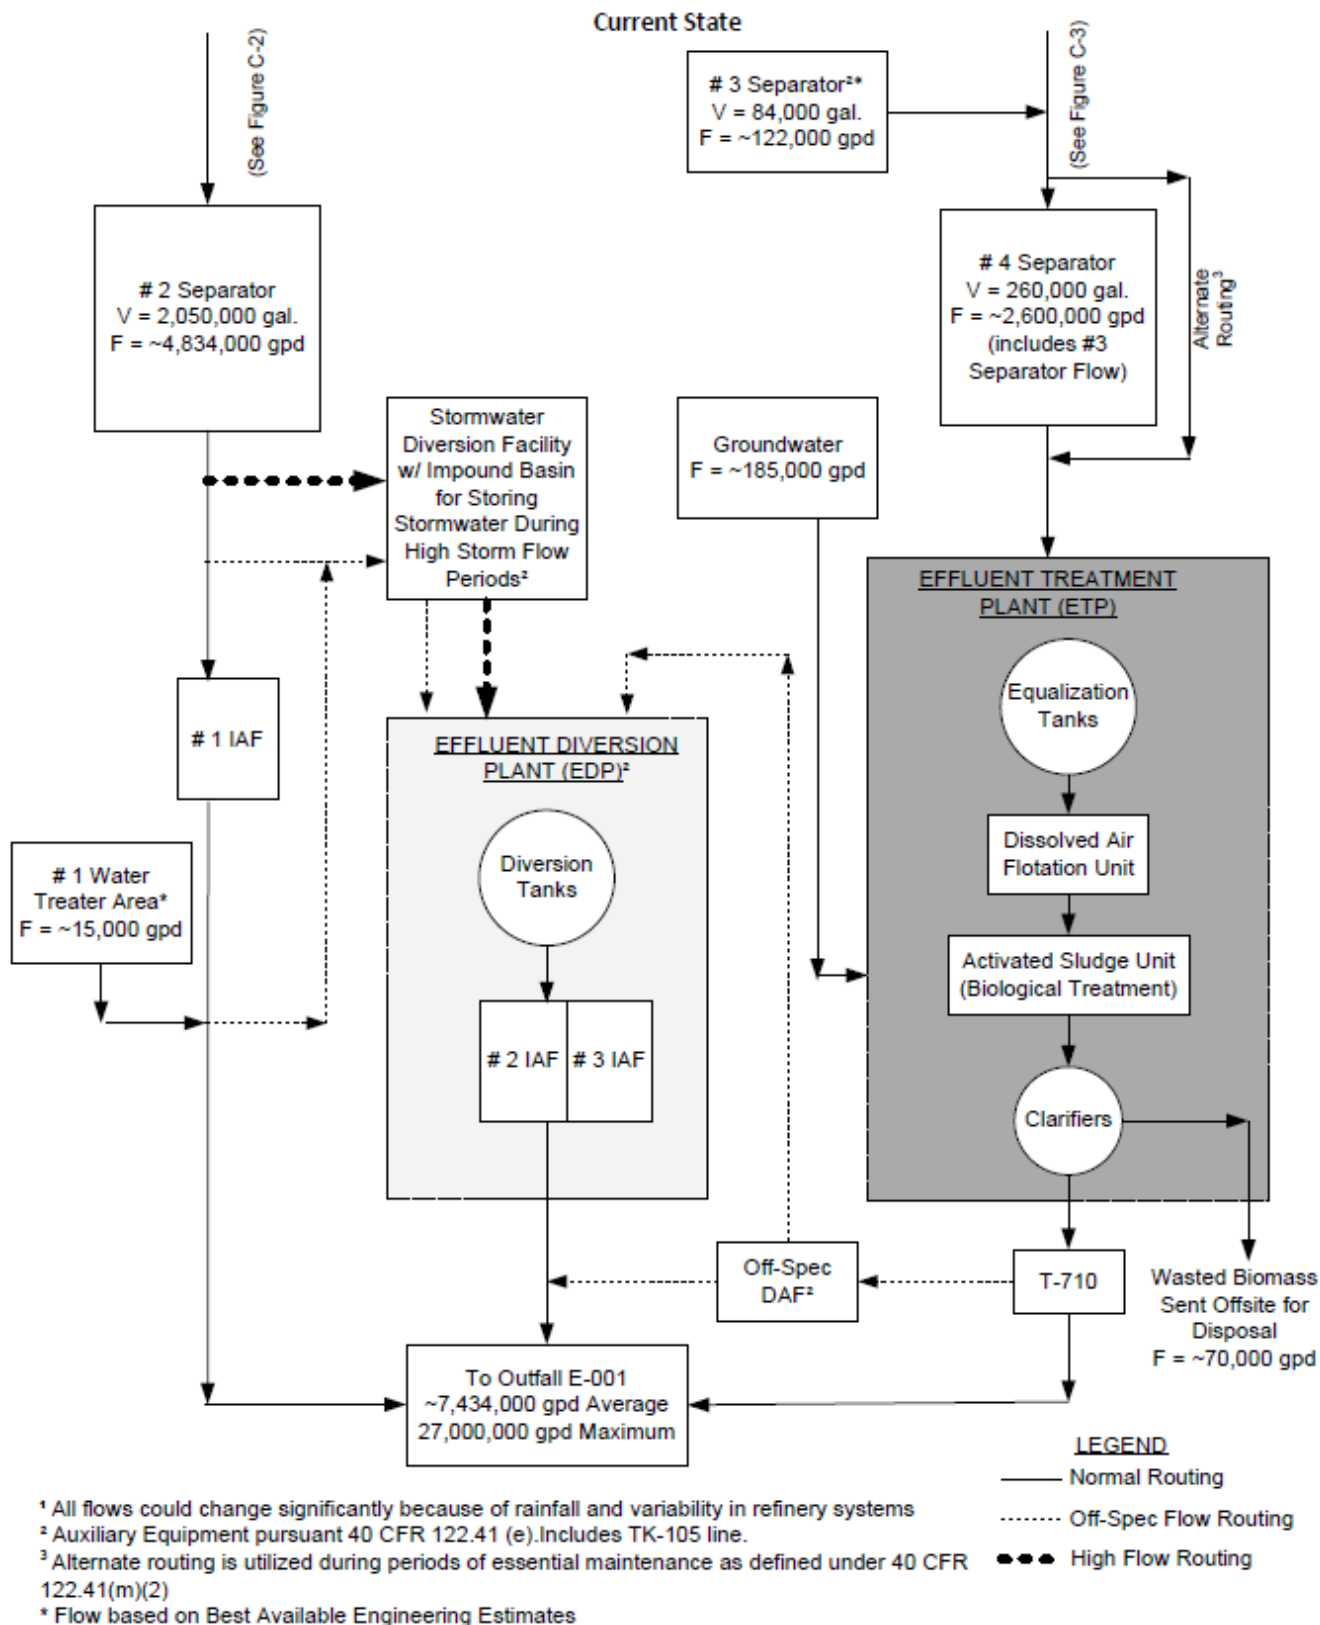 Current State
(See Figure C-2)
# 3 Separator²*
V = 84,000 gal.
F = ~122,000 gpd
(See Figure C-3)
# 2 Separator
V = 2,050,000 gal.
F = ~4,834,000 gpd
# 4 Separator
V = 260,000 gal.
F = ~2,600,000 gpd
(includes #3
Separator Flow)
Alternate
Routing³
Stormwater
Diversion Facility
w/ Impound Basin
for Storing
Stormwater During
High Storm Flow
Periods²
Groundwater
F = ~185,000 gpd
EFFLUENT TREATMENT
PLANT (ETP)
Equalization
Tanks
# 1 IAF
EFFLUENT DIVERSION
PLANT (EDP)²
Diversion
Tanks
Dissolved Air
Flotation Unit
# 1 Water
Treater Area*
F = ~15,000 gpd
Activated Sludge Unit
(Biological Treatment)
# 2 IAF
# 3 IAF
Clarifiers
Off-Spec
DAF²
T-710
Wasted Biomass
Sent Offsite for
Disposal
F = ~70,000 gpd
To Outfall E-001
~7,434,000 gpd Average
27,000,000 gpd Maximum
LEGEND
Normal Routing
Off-Spec Flow Routing
High Flow Routing
¹ All flows could change significantly because of rainfall and variability in refinery systems
² Auxiliary Equipment pursuant 40 CFR 122.41 (e).Includes TK-105 line.
³ Alternate routing is utilized during periods of essential maintenance as defined under 40 CFR
122.41(m)(2)
* Flow based on Best Available Engineering Estimates